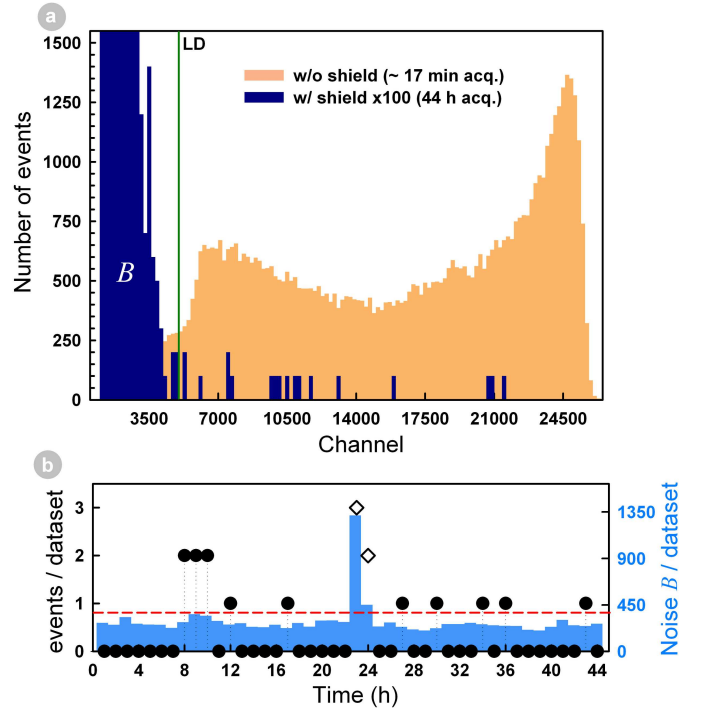 a
1500
1250
1000
750
500
250
0
Number of events
LD
w/o shield (~ 17 min acq.)
w/ shield x100 (44 h acq.)
B
3500 7000 10500 14000 17500 21000 24500
Channel
b
3
2
1
0
events / dataset
1350
900
450
0
Noise B / dataset
0 4 8 12 16 20 24 28 32 36 40 44
Time (h)